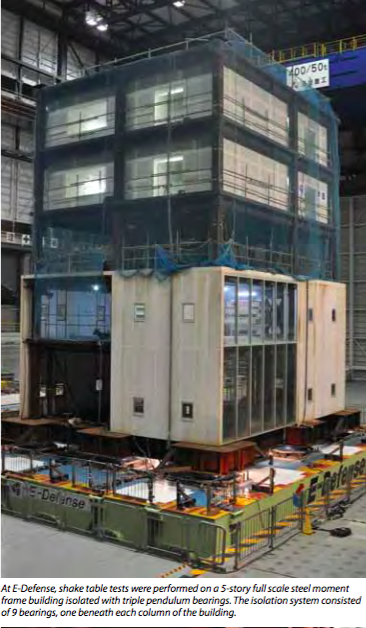 400/50t
E-Defense
E-Defense
At E-Defense, shake table tests were performed on a 5-story full scale steel moment
frame building isolated with triple pendulum bearings. The isolation system consisted
of 9 bearings, one beneath each column of the building.